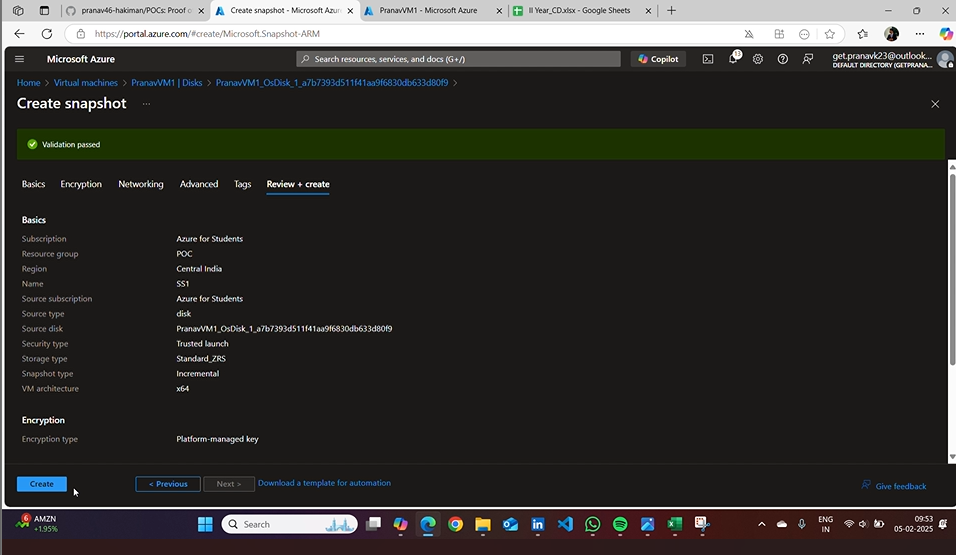 pranav46-hakiman/POCs: Proof o
Create snapshot - Microsoft Azur
PranavVM1 - Microsoft Azure
II Year_CD.xlsx - Google Sheets
https://portal.azure.com/#create/Microsoft.Snapshot-ARM
Microsoft Azure
Search resources, services, and docs (G+/)
Copilot
get.pranavk23@outlook...
DEFAULT DIRECTORY (GETPRANA...
Home > Virtual machines > PranavVM1 | Disks > PranavVM1_OsDisk_1_a7b7393d511f41aa9f6830db633d80f9 >
Create snapshot ...
Validation passed
Basics Encryption Networking Advanced Tags Review + create
Basics
Subscription Azure for Students
Resource group POC
Region Central India
Name SS1
Source subscription Azure for Students
Source type disk
Source disk PranavVM1_OsDisk_1_a7b7393d511f41aa9f6830db633d80f9
Security type Trusted launch
Storage type Standard_ZRS
Snapshot type Incremental
VM architecture x64
Encryption
Encryption type Platform-managed key
Create < Previous Next > Download a template for automation Give feedback
6 AMZN
+1.95%
Search
ENG
IN
09:53
05-02-2025